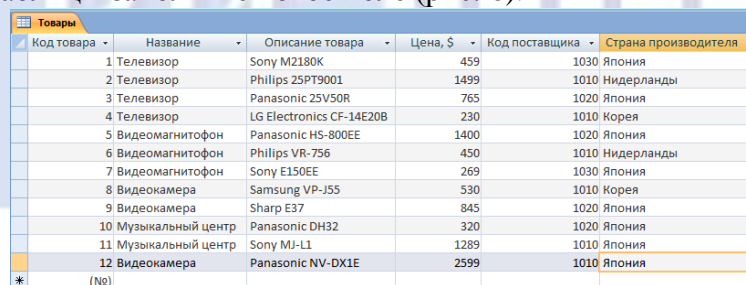 Товары
Код товара Название Описание товара Цена, $ Код поставщика Страна производителя
1 Телевизор Sony M2180K 459 1030 Япония
2 Телевизор Philips 25PT9001 1499 1010 Нидерланды
3 Телевизор Panasonic 25V50R 765 1020 Япония
4 Телевизор LG Electronics CF-14E20B 230 1010 Корея
5 Видеомагнитофон Panasonic HS-800EE 1400 1020 Япония
6 Видеомагнитофон Philips VR-756 450 1010 Нидерланды
7 Видеомагнитофон Sony E150EE 269 1030 Япония
8 Видеокамера Samsung VP-J55 530 1010 Корея
9 Видеокамера Sharp E37 845 1020 Япония
10 Музыкальный центр Panasonic DH32 320 1020 Япония
11 Музыкальный центр Sony MJ-L1 1289 1010 Япония
12 Видеокамера Panasonic NV-DX1E 2599 1010 Япония
* (№)